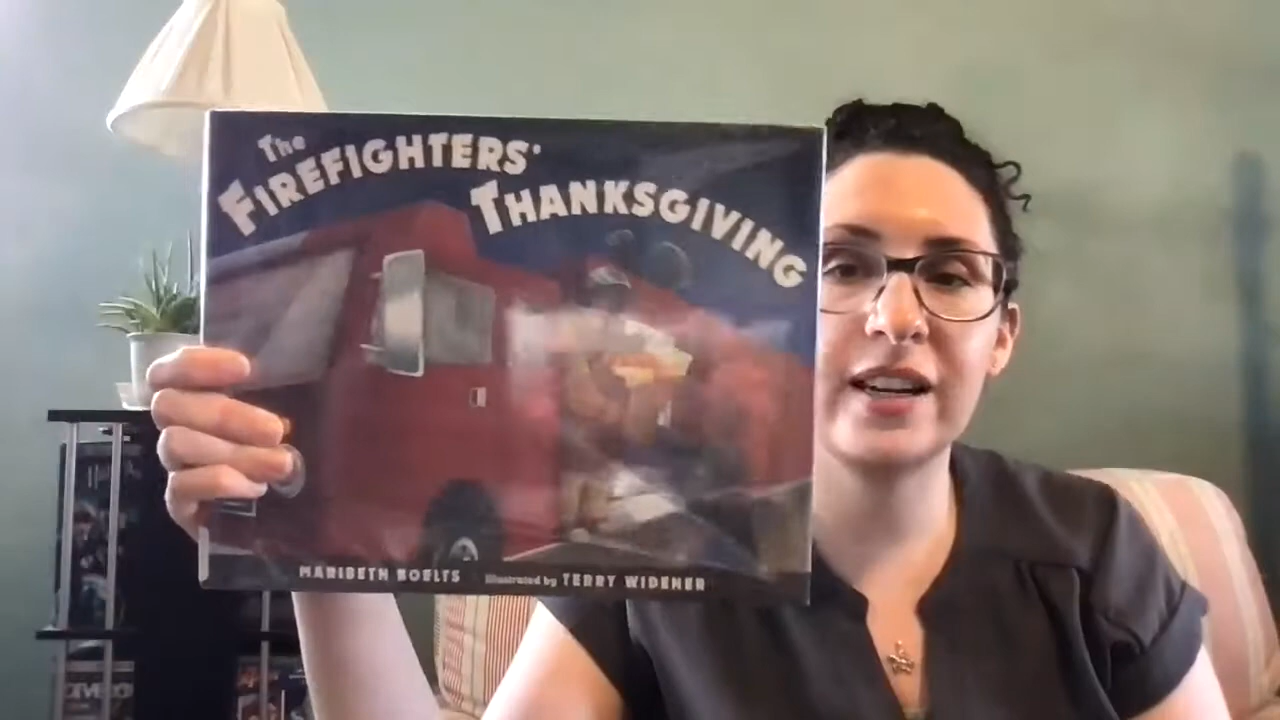 The
FIREFIGHTERS'
THANKSGIVING
MARIBETH BOELTS Illustrated by TERRY WIDENER